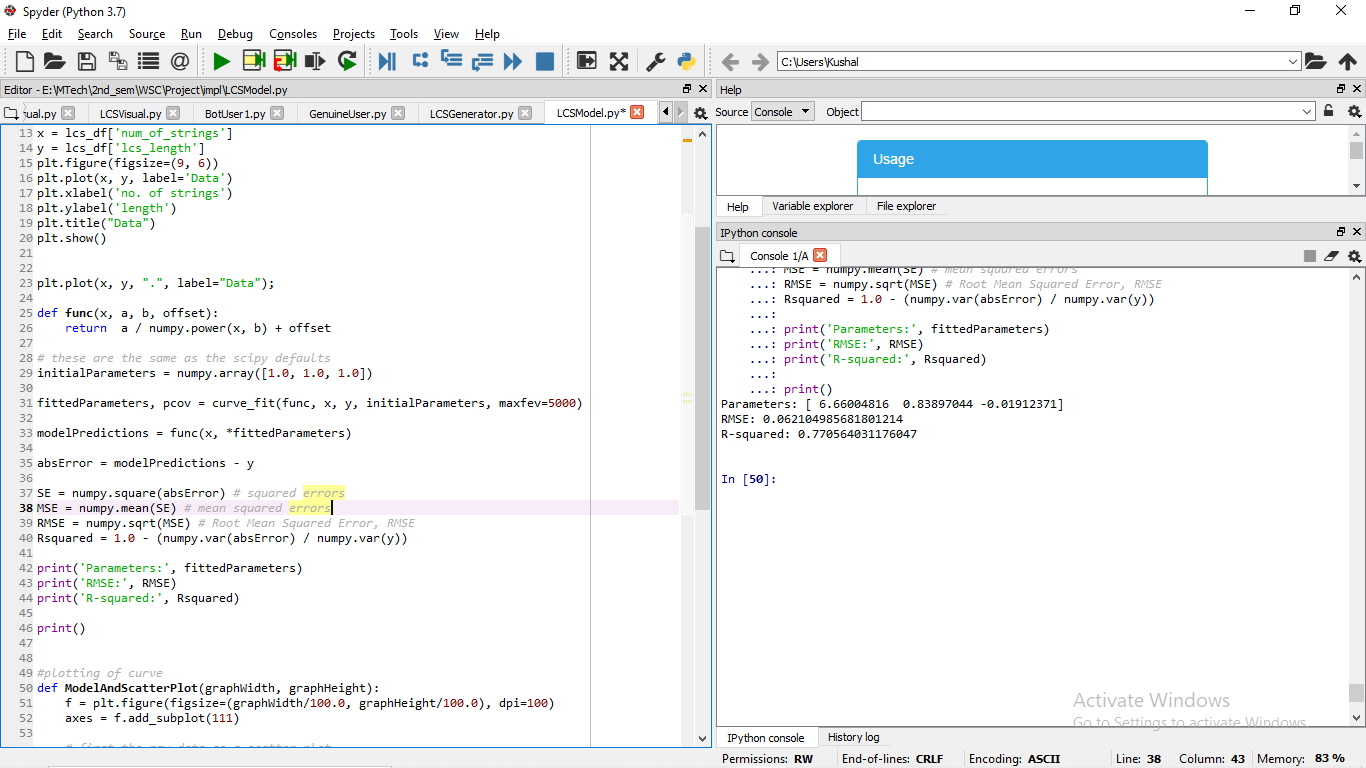 Spyder (Python 3.7)
File Edit Search Source Run Debug Consoles Projects Tools View Help
C:\Users\Kushal
Editor - E:\MTech\2nd_sem\WSC\Project\impl\LCSModel.py
ual.py LCSVisual.py BotUser1.py GenuineUser.py LCSGenerator.py LCSModel.py*
13 x = lcs_df['num_of_strings']
14 y = lcs_df['lcs_length']
15 plt.figure(figsize=(9, 6))
16 plt.plot(x, y, label='Data')
17 plt.xlabel('no. of strings')
18 plt.ylabel('length')
19 plt.title("Data")
20 plt.show()
21
22
23 plt.plot(x, y, ".", label="Data");
24
25 def func(x, a, b, offset):
26     return  a / numpy.power(x, b) + offset
27
28 # these are the same as the scipy defaults
29 initialParameters = numpy.array([1.0, 1.0, 1.0])
30
31 fittedParameters, pcov = curve_fit(func, x, y, initialParameters, maxfev=5000)
32
33 modelPredictions = func(x, *fittedParameters)
34
35 absError = modelPredictions - y
36
37 SE = numpy.square(absError) # squared errors
38 MSE = numpy.mean(SE) # mean squared errors
39 RMSE = numpy.sqrt(MSE) # Root Mean Squared Error, RMSE
40 Rsquared = 1.0 - (numpy.var(absError) / numpy.var(y))
41
42 print('Parameters:', fittedParameters)
43 print('RMSE:', RMSE)
44 print('R-squared:', Rsquared)
45
46 print()
47
48
49 #plotting of curve
50 def ModelAndScatterPlot(graphWidth, graphHeight):
51     f = plt.figure(figsize=(graphWidth/100.0, graphHeight/100.0), dpi=100)
52     axes = f.add_subplot(111)
53
# first the raw data as a scatter plot
Help
Source Console Object
Usage
Help Variable explorer File explorer
IPython console
Console 1/A
...: MSE = numpy.mean(SE) # mean squared errors
...: RMSE = numpy.sqrt(MSE) # Root Mean Squared Error, RMSE
...: Rsquared = 1.0 - (numpy.var(absError) / numpy.var(y))
...:
...: print('Parameters:', fittedParameters)
...: print('RMSE:', RMSE)
...: print('R-squared:', Rsquared)
...:
...: print()
Parameters: [ 6.66004816  0.83897044 -0.01912371]
RMSE: 0.062104985681801214
R-squared: 0.770564031176047
In [50]:
Activate Windows
Go to Settings to activate Windows.
IPython console History log
Permissions: RW End-of-lines: CRLF Encoding: ASCII Line: 38 Column: 43 Memory: 83 %